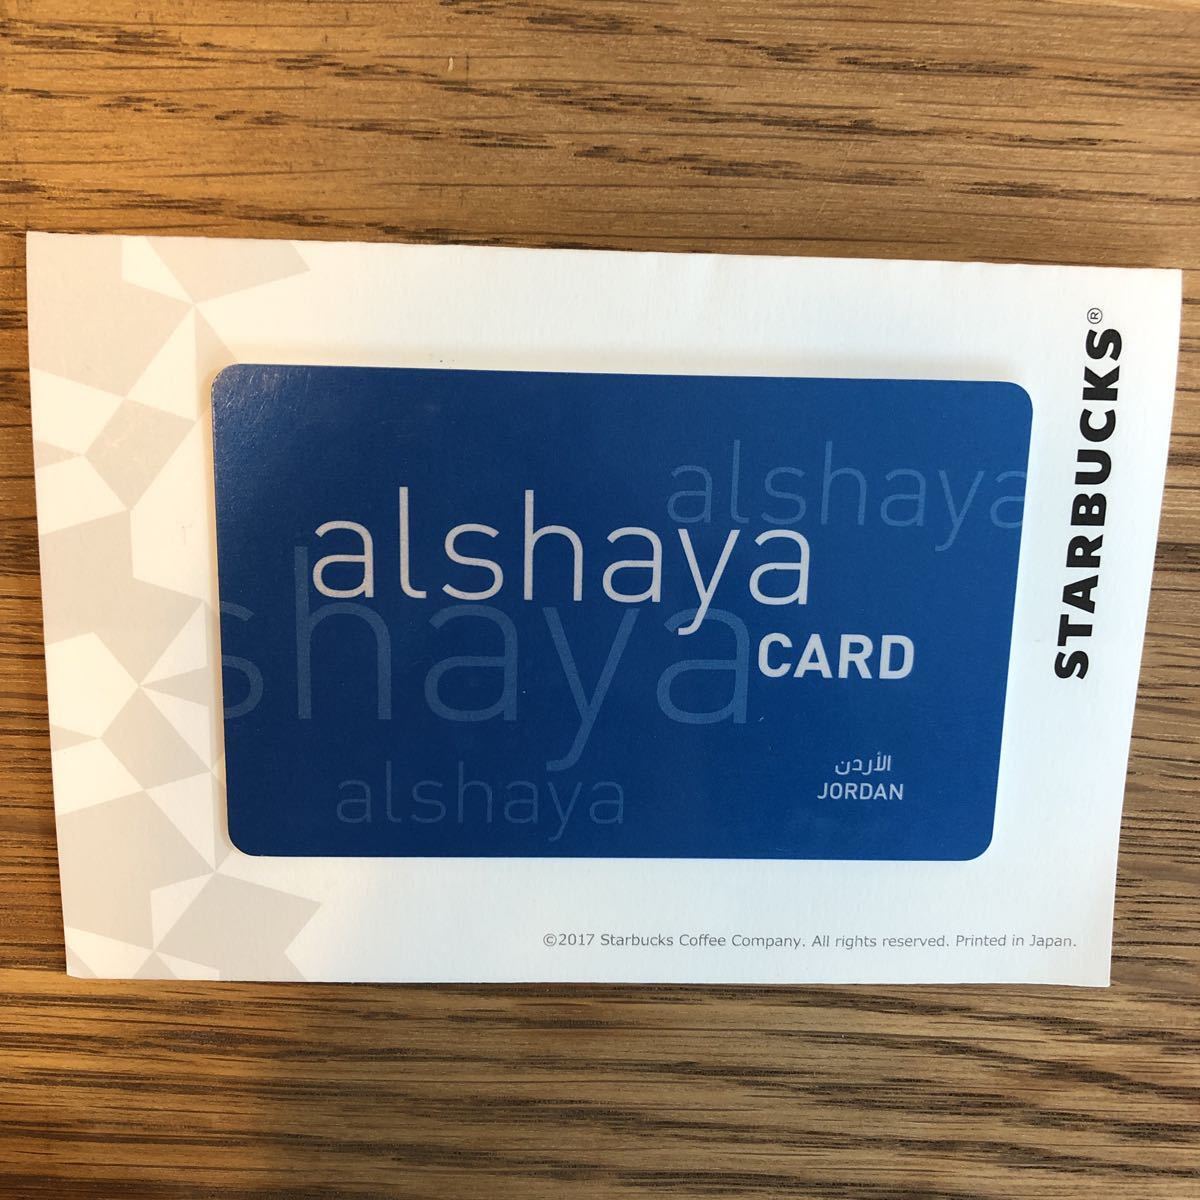 STARBUCKS®
alshaya
alshaya
shaya
CARD
alshaya
الأردن
JORDAN
©2017 Starbucks Coffee Company. All rights reserved. Printed in Japan.